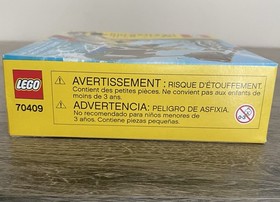 LEGO
70409
AVERTISSEMENT : RISQUE D'ÉTOUFFEMENT.
Contient des petites pièces. Ne convient pas aux enfants de
moins de 3 ans.
ADVERTENCIA: PELIGRO DE ASFIXIA.
No recomendado para niños menores de
3 años. Contiene piezas pequeñas.